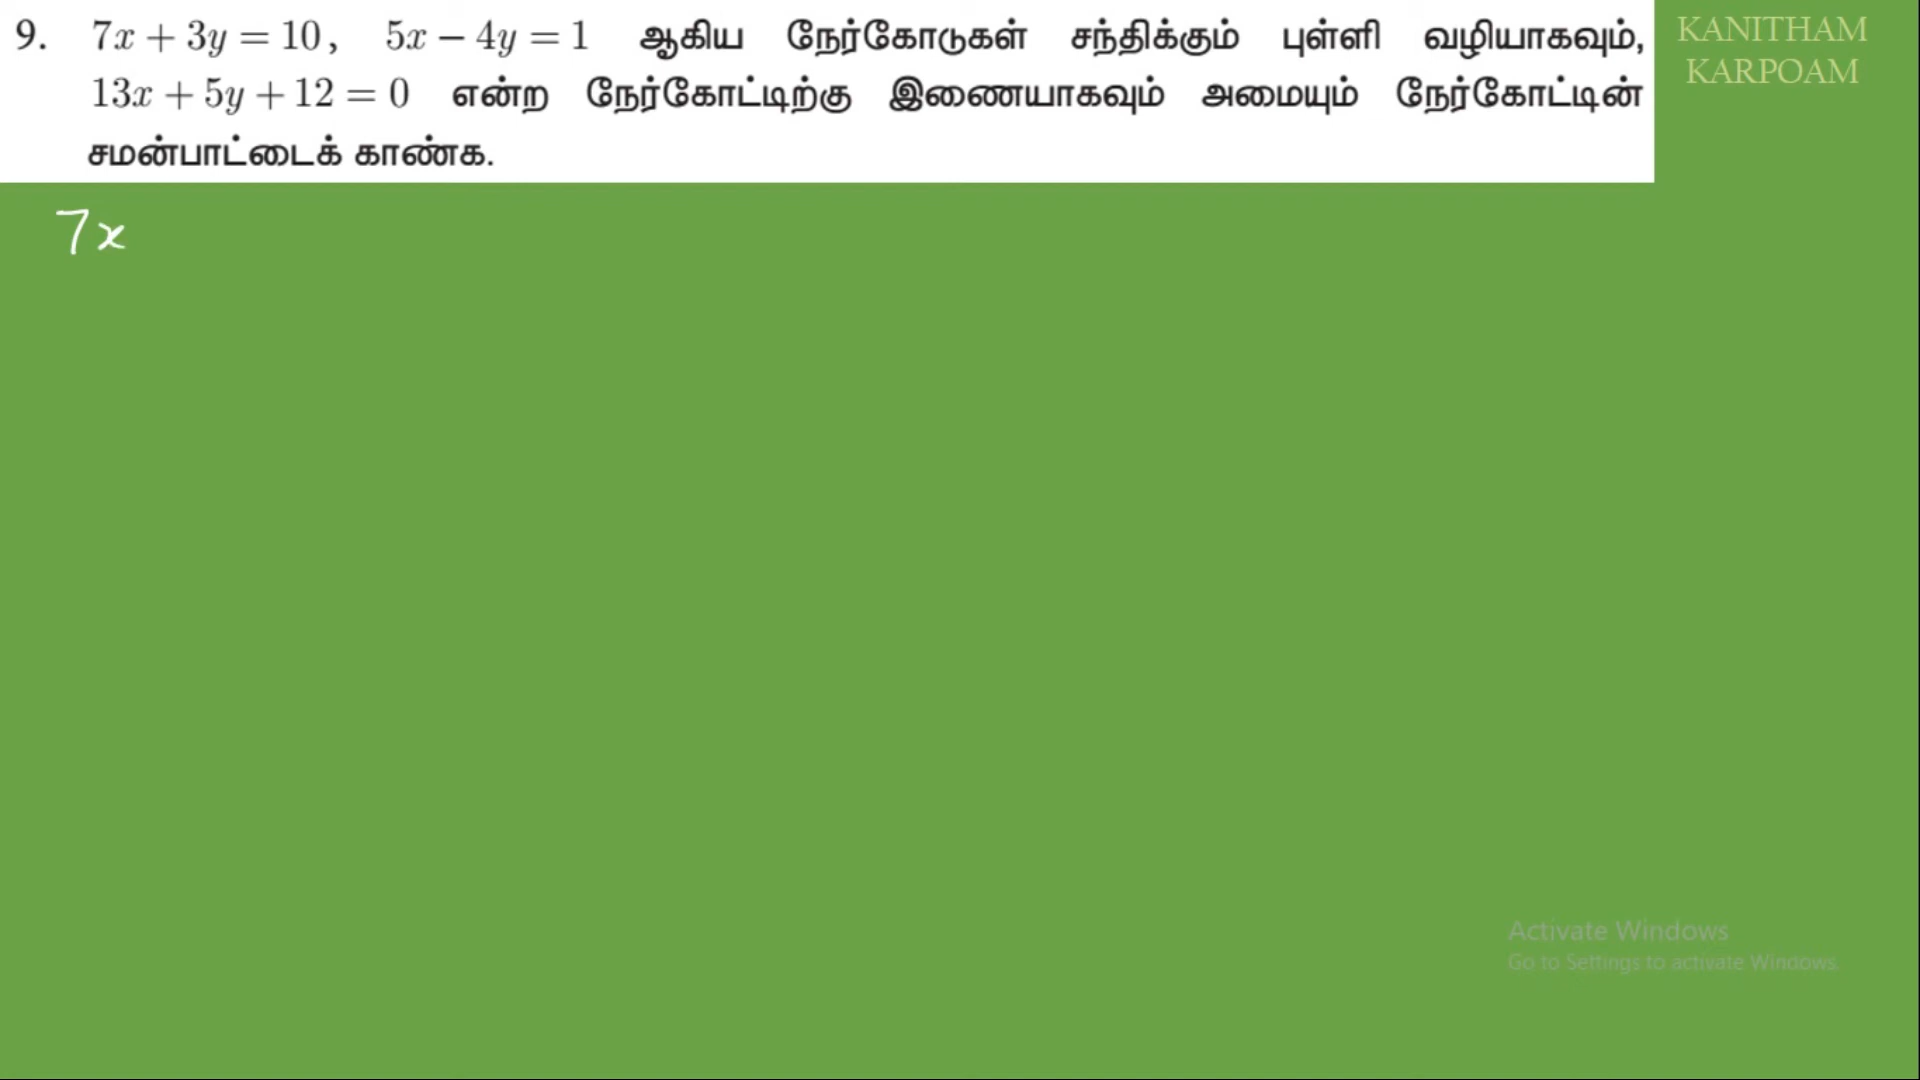 9. 7x + 3y = 10, 5x − 4y = 1 ஆகிய நேர்கோடுகள் சந்திக்கும் புள்ளி வழியாகவும்,
13x + 5y + 12 = 0 என்ற நேர்கோட்டிற்கு இணையாகவும் அமையும் நேர்கோட்டின்
சமன்பாட்டைக் காண்க.
KANITHAM
KARPOAM
7x
Activate Windows
Go to Settings to activate Windows